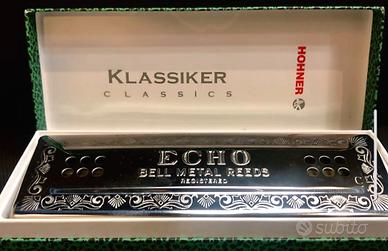 KLASSIKER
CLASSICS
HOHNER
ECHO
BELL METAL REEDS
REGISTERED
C
subito